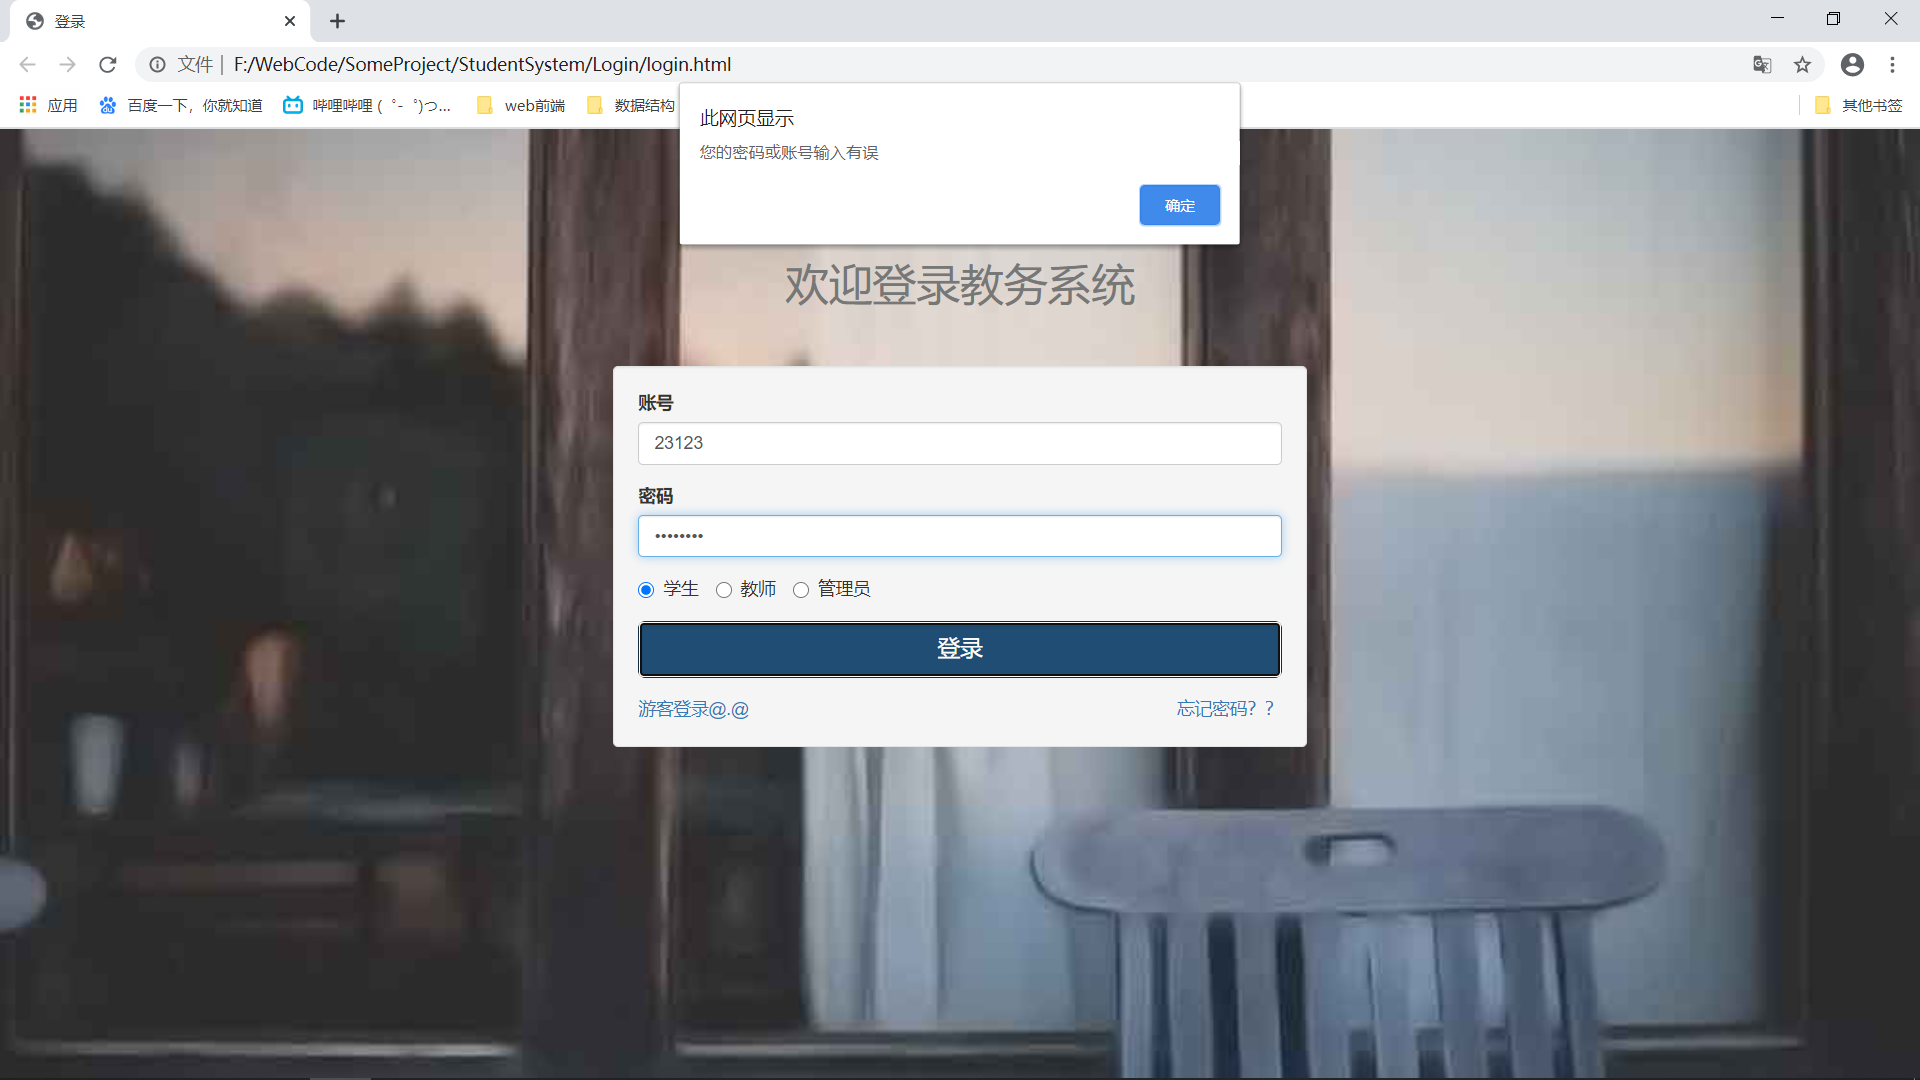 登录
文件 | F:/WebCode/SomeProject/StudentSystem/Login/login.html
应用 百度一下，你就知道 哔哩哔哩 ( ゜- ゜)つ... web前端 数据结构 其他书签
此网页显示
您的密码或账号输入有误
确定
欢迎登录教务系统
账号
23123
密码
••••••••
学生 教师 管理员
登录
游客登录@.@ 忘记密码？？